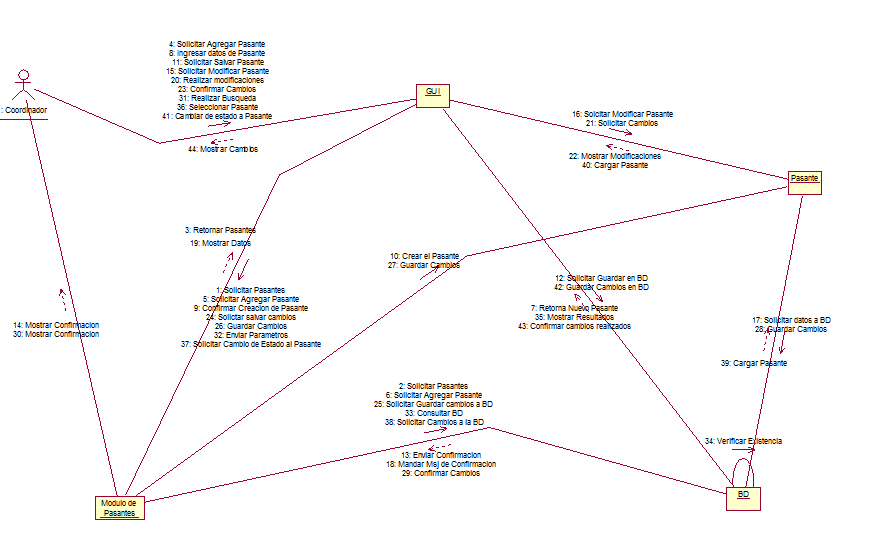 4: Solicitar Agregar Pasante
8: Ingresar datos de Pasante
11: Solicitar Salvar Pasante
15: Solicitar Modificar Pasante
20: Realizar modificaciones
23: Confirmar Cambios
31: Realizar Busqueda
36: Seleccionar Pasante
41: Cambiar de estado a Pasante
44: Mostrar Cambios
: Coordinador
GUI
16: Solcitar Modificar Pasante
21: Solicitar Cambios
22: Mostrar Modificaciones
40: Cargar Pasante
Pasante
3: Retornar Pasantes
19: Mostrar Datos
10: Crear el Pasante
27: Guardar Cambios
1: Solicitar Pasantes
5: Solicitar Agregar Pasante
9: Confirmar Creacion de Pasante
24: Solictar salvar cambios
26: Guardar Cambios
32: Enviar Parametros
37: Solicitar Cambio de Estado al Pasante
12: Solicitar Guardar en BD
42: Guardar Cambios en BD
7: Retorna Nuevo Pasante
35: Mostrar Resultados
43: Confirmar cambios realizados
14: Mostrar Confirmacion
30: Mostrar Confirmacion
17: Solicitar datos a BD
28: Guardar Cambios
39: Cargar Pasante
2: Solicitar Pasantes
6: Solicitar Agregar Pasante
25: Solicitar Guardar cambios a BD
33: Consultar BD
38: Solicitar Cambios a la BD
13: Enviar Confirmacion
18: Mandar Msj de Confirmacion
29: Confirmar Cambios
34: Verificar Existencia
Modulo de
Pasantes
BD